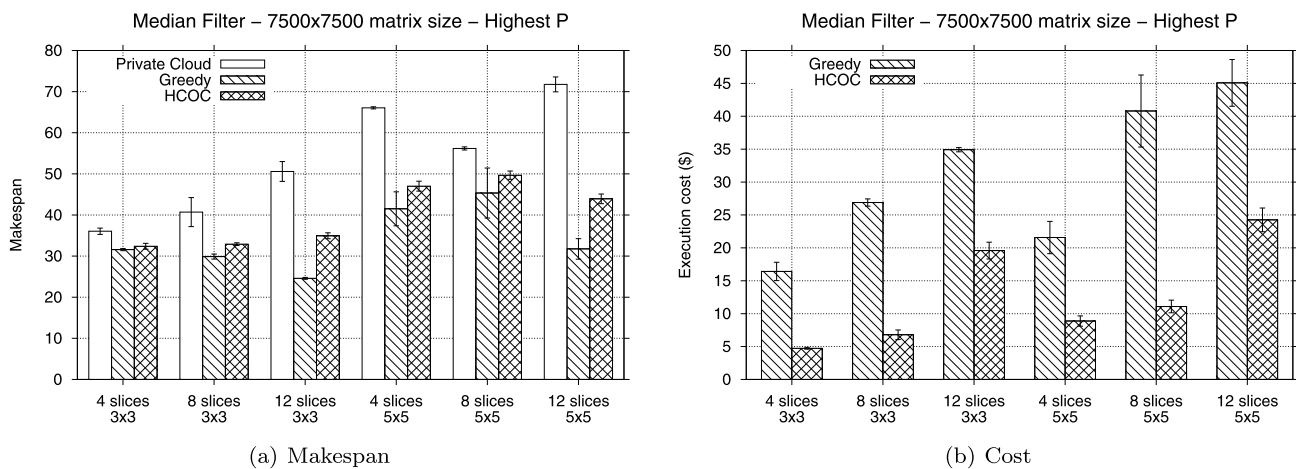 Median Filter – 7500x7500 matrix size – Highest P
80
70
60
50
40
30
20
10
0
Makespan
Private Cloud
Greedy
HCOC
4 slices 8 slices 12 slices 4 slices 8 slices 12 slices
3x3 3x3 3x3 5x5 5x5 5x5
(a) Makespan
Median Filter – 7500x7500 matrix size – Highest P
50
45
40
35
30
25
20
15
10
5
0
Execution cost ($)
Greedy
HCOC
4 slices 8 slices 12 slices 4 slices 8 slices 12 slices
3x3 3x3 3x3 5x5 5x5 5x5
(b) Cost